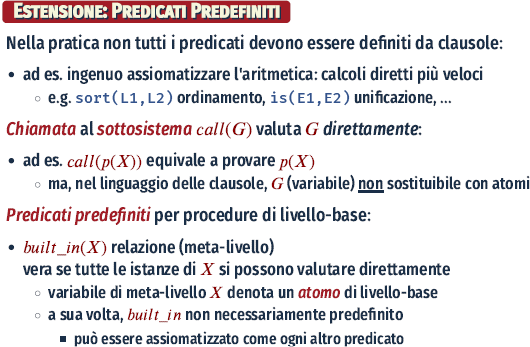 Estensione: Predicati Predefiniti
Nella pratica non tutti i predicati devono essere definiti da clausole:
• ad es. ingenuo assiomatizzare l'aritmetica: calcoli diretti più veloci
○ e.g. sort(L1,L2) ordinamento, is(E1,E2) unificazione, ...
Chiamata al sottosistema call(G) valuta G direttamente:
• ad es. call(p(X)) equivale a provare p(X)
○ ma, nel linguaggio delle clausole, G (variabile) non sostituibile con atomi
Predicati predefiniti per procedure di livello-base:
• built_in(X) relazione (meta-livello)
vera se tutte le istanze di X si possono valutare direttamente
○ variabile di meta-livello X denota un atomo di livello-base
○ a sua volta, built_in non necessariamente predefinito
▪ può essere assiomatizzato come ogni altro predicato